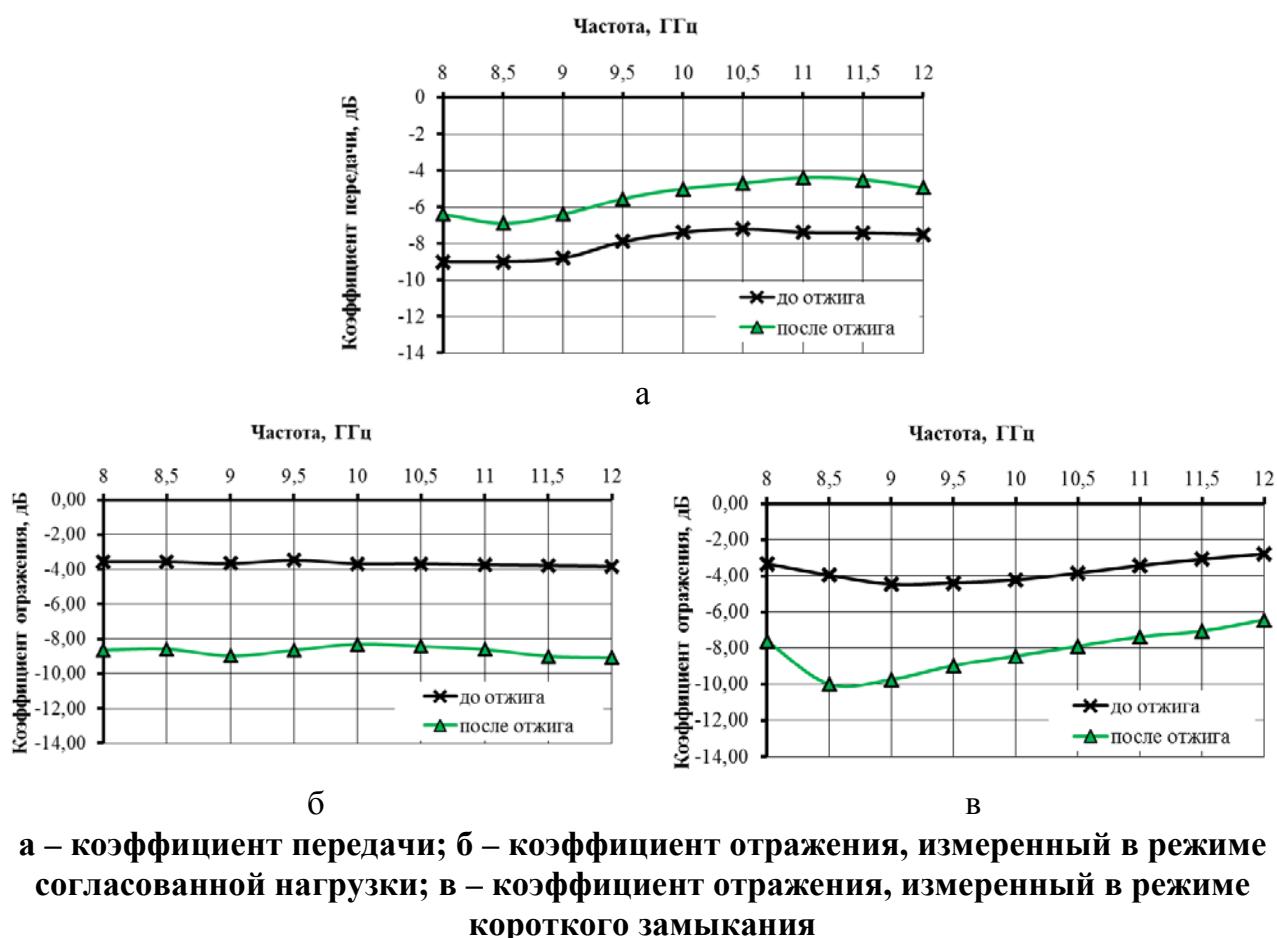 Частота, ГГц
8 8,5 9 9,5 10 10,5 11 11,5 12
Коэффициент передачи, дБ
0
-2
-4
-6
-8
-10
-12
-14
до отжига
после отжига
а
Частота, ГГц
8 8,5 9 9,5 10 10,5 11 11,5 12
Коэффициент отражения, дБ
0,00
-2,00
-4,00
-6,00
-8,00
-10,00
-12,00
-14,00
до отжига
после отжига
б
Частота, ГГц
8 8,5 9 9,5 10 10,5 11 11,5 12
Коэффициент отражения, дБ
0,00
-2,00
-4,00
-6,00
-8,00
-10,00
-12,00
-14,00
до отжига
после отжига
в
а – коэффициент передачи; б – коэффициент отражения, измеренный в режиме
согласованной нагрузки; в – коэффициент отражения, измеренный в режиме
короткого замыкания